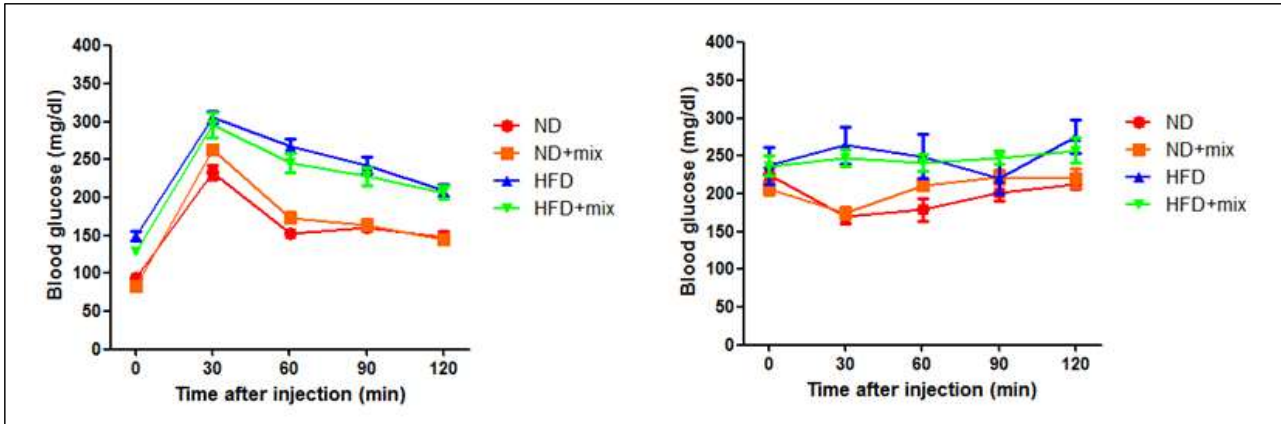 400
350
300
250
200
150
100
50
0
Blood glucose (mg/dl)
0 30 60 90 120
Time after injection (min)
ND
ND+mix
HFD
HFD+mix
400
350
300
250
200
150
100
50
0
Blood glucose (mg/dl)
0 30 60 90 120
Time after injection (min)
ND
ND+mix
HFD
HFD+mix